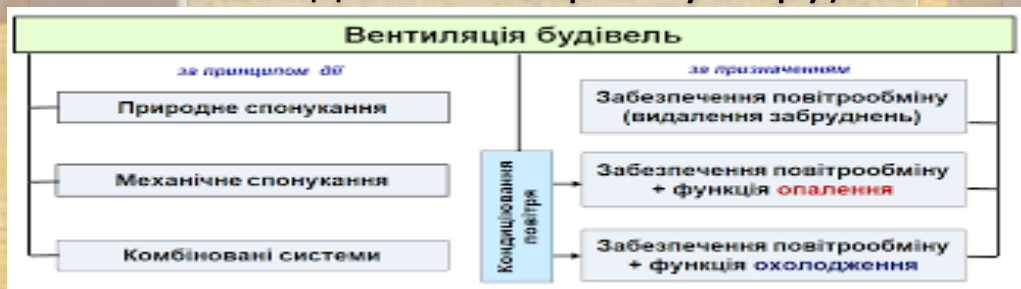 Вентиляція будівель
за принципом дії
Природне спонукання
Механічне спонукання
Комбіновані системи
Кондиціювання
повітря
за призначенням
Забезпечення повітрообміну
(видалення забруднень)
Забезпечення повітрообміну
+ функція опалення
Забезпечення повітрообміну
+ функція охолодження